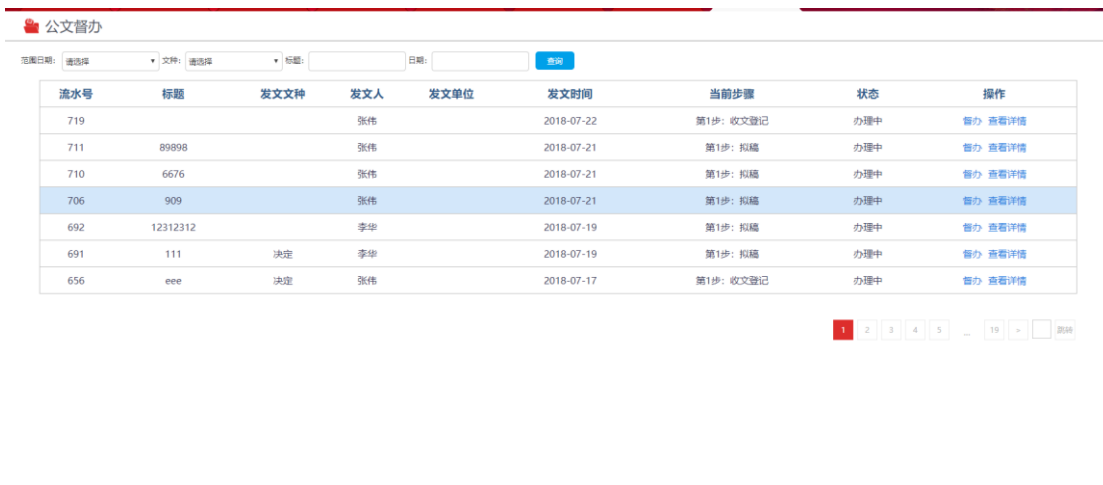 公文督办
范围日期: 请选择 文种: 请选择 标题: 日期: 查询
流水号 标题 发文文种 发文人 发文单位 发文时间 当前步骤 状态 操作
719 张伟 2018-07-22 第1步: 收文登记 办理中 督办 查看详情
711 89898 张伟 2018-07-21 第1步: 拟稿 办理中 督办 查看详情
710 6676 张伟 2018-07-21 第1步: 拟稿 办理中 督办 查看详情
706 909 张伟 2018-07-21 第1步: 拟稿 办理中 督办 查看详情
692 12312312 李华 2018-07-19 第1步: 拟稿 办理中 督办 查看详情
691 111 决定 李华 2018-07-19 第1步: 拟稿 办理中 督办 查看详情
656 eee 决定 张伟 2018-07-17 第1步: 收文登记 办理中 督办 查看详情
1 2 3 4 5 ... 19 > 跳转